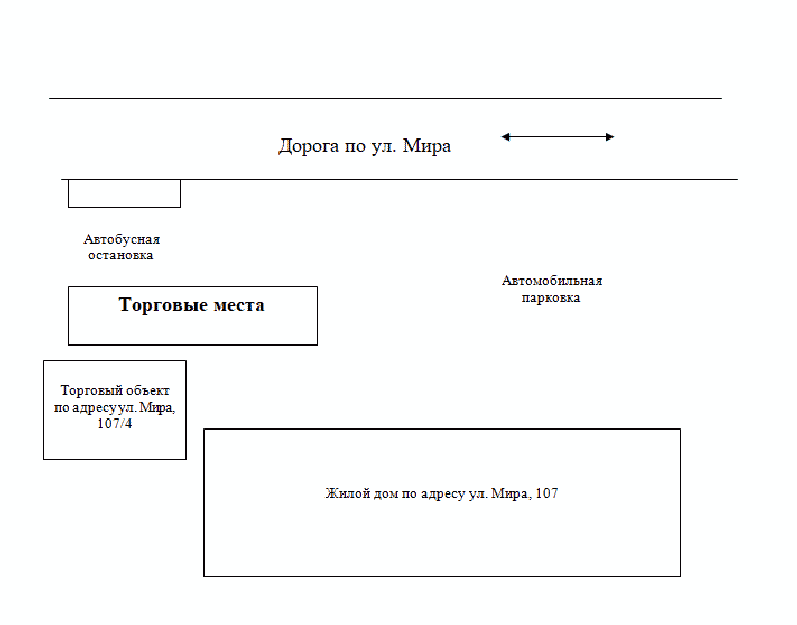 Дорога по ул. Мира
Автобусная
остановка
Автомобильная
парковка
Торговые места
Торговый объект
по адресу ул. Мира,
107/4
Жилой дом по адресу ул. Мира, 107